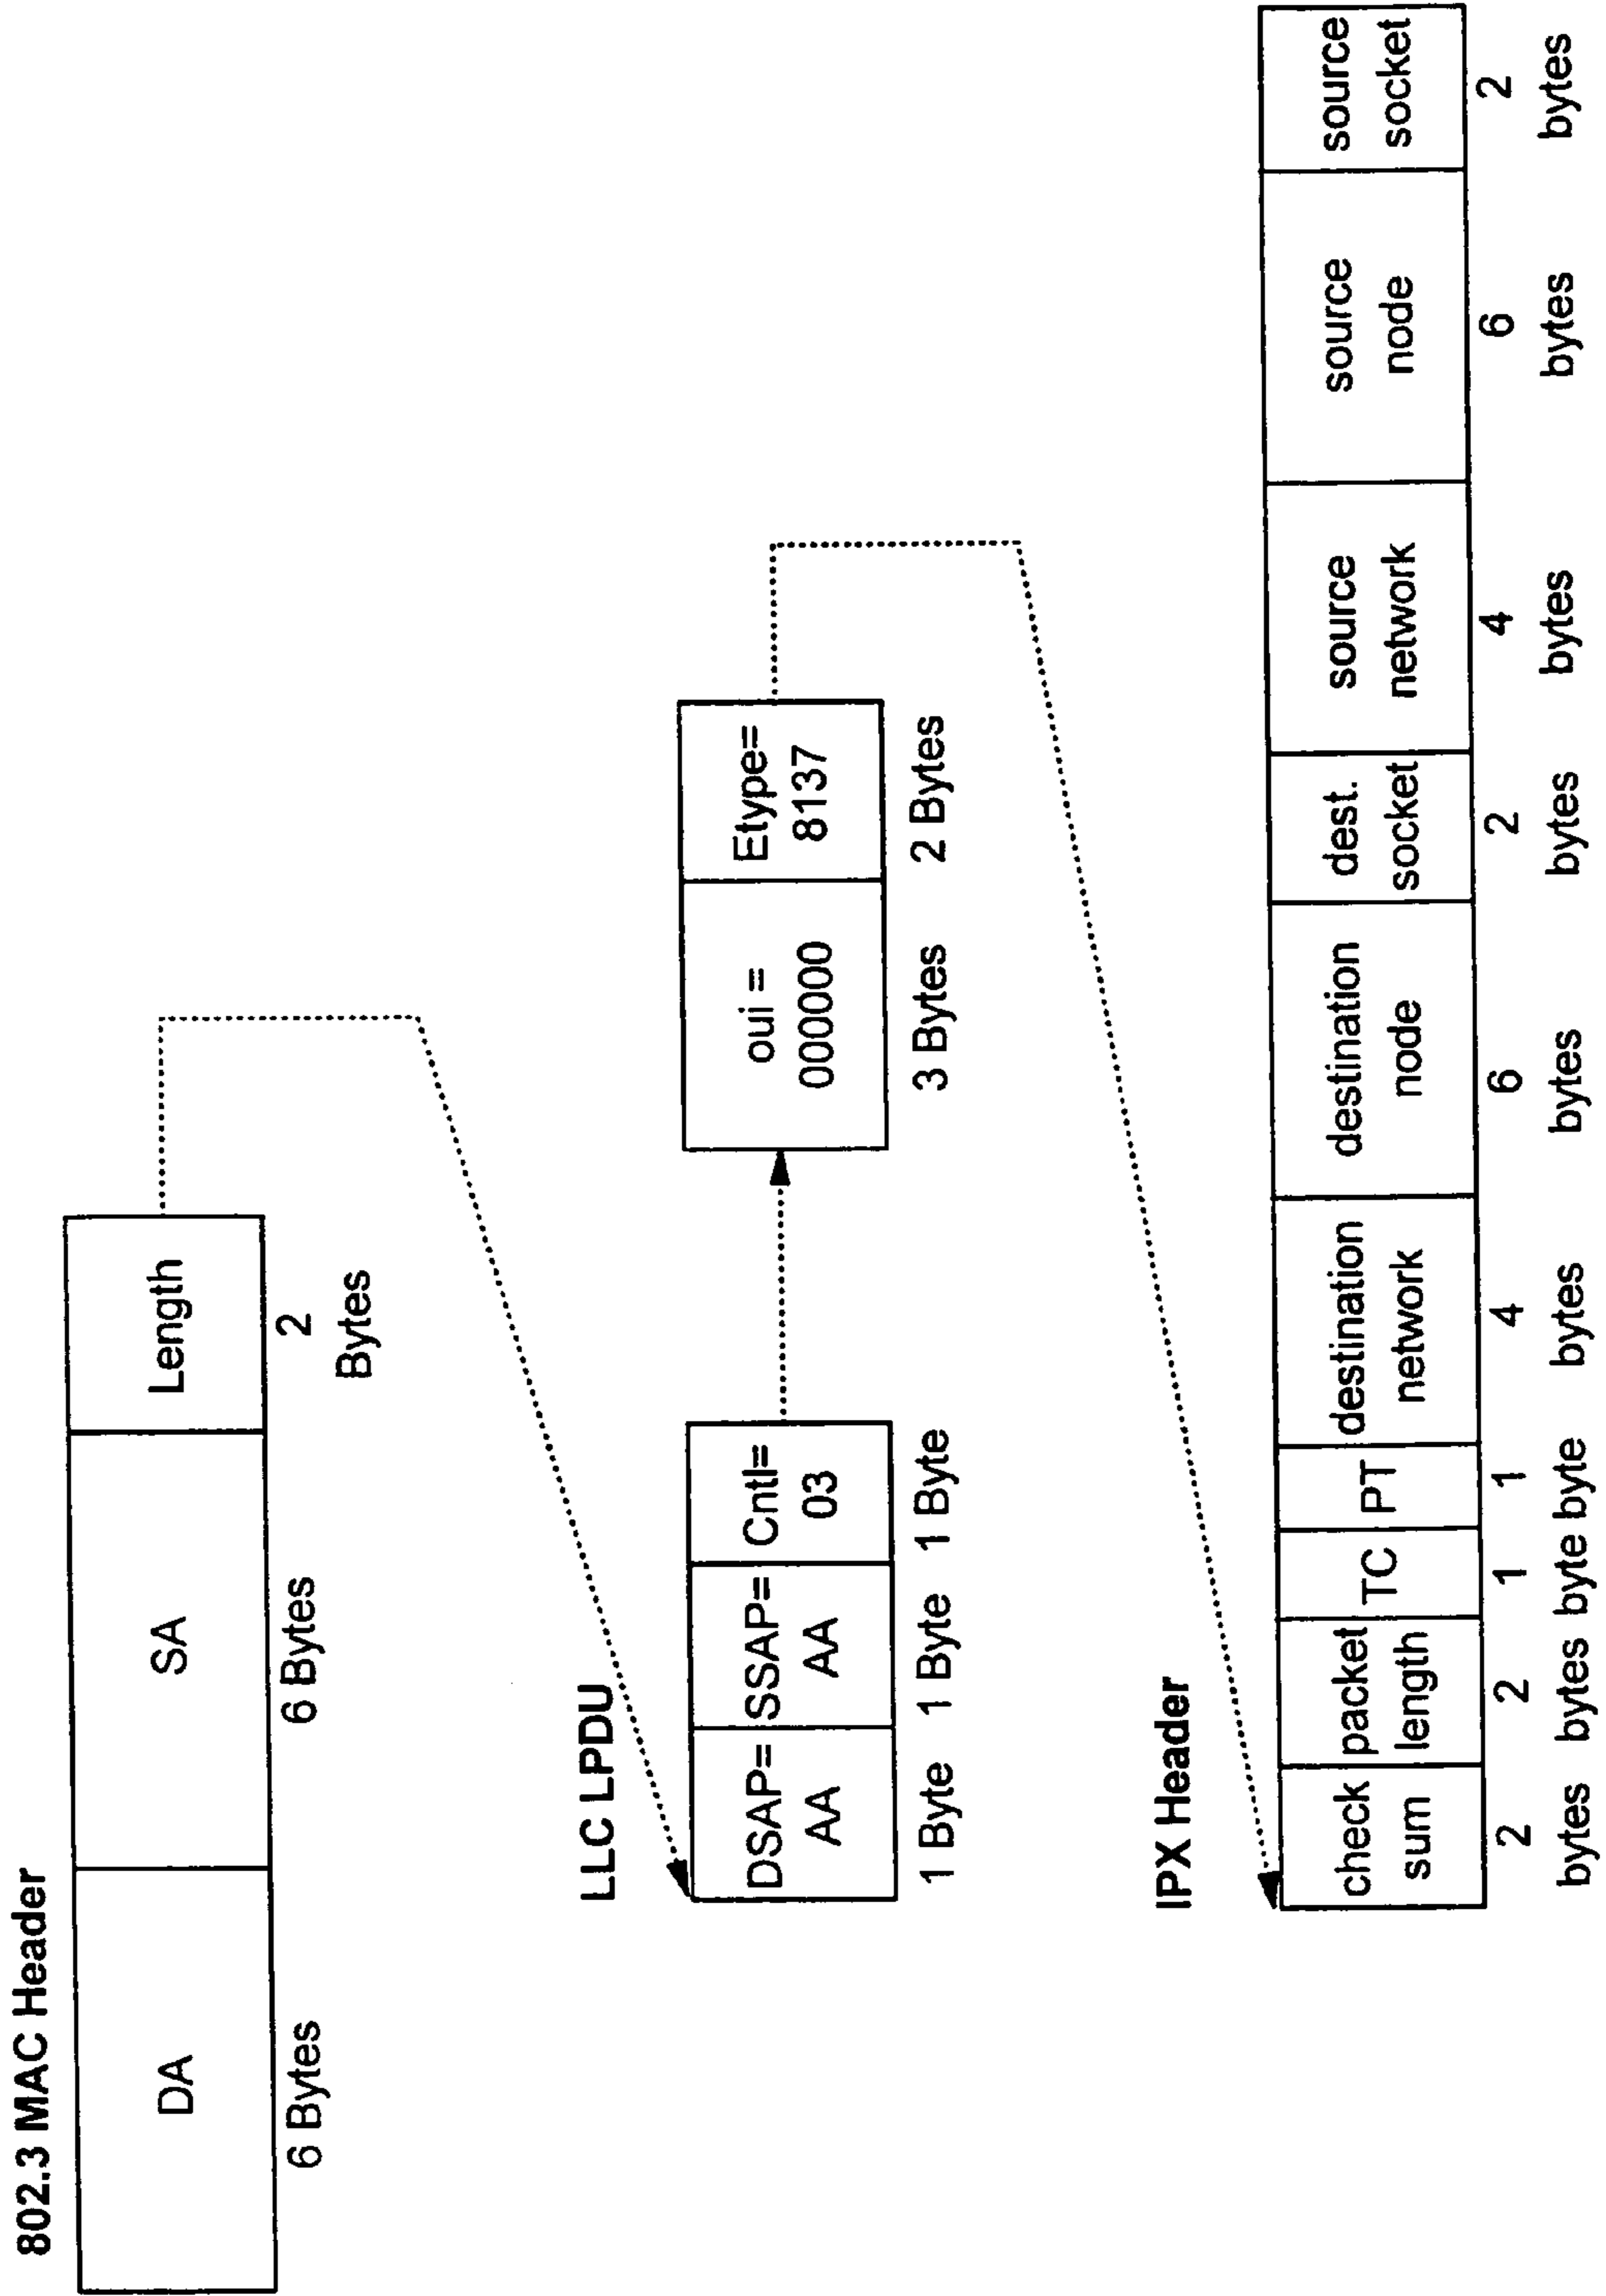 802.3 MAC Header
DA
SA
Length
6 Bytes
6 Bytes
2
Bytes
LLC LPDU
DSAP=
AA
SSAP=
AA
Cntl=
03
oui =
000000
Etype=
8137
1 Byte
1 Byte
1 Byte
3 Bytes
2 Bytes
IPX Header
check
sum
packet
length
TC
PT
destination
network
destination
node
dest.
socket
source
network
source
node
source
socket
2
bytes
2
bytes
1
byte
1
byte
4
bytes
6
bytes
2
bytes
4
bytes
6
bytes
2
bytes